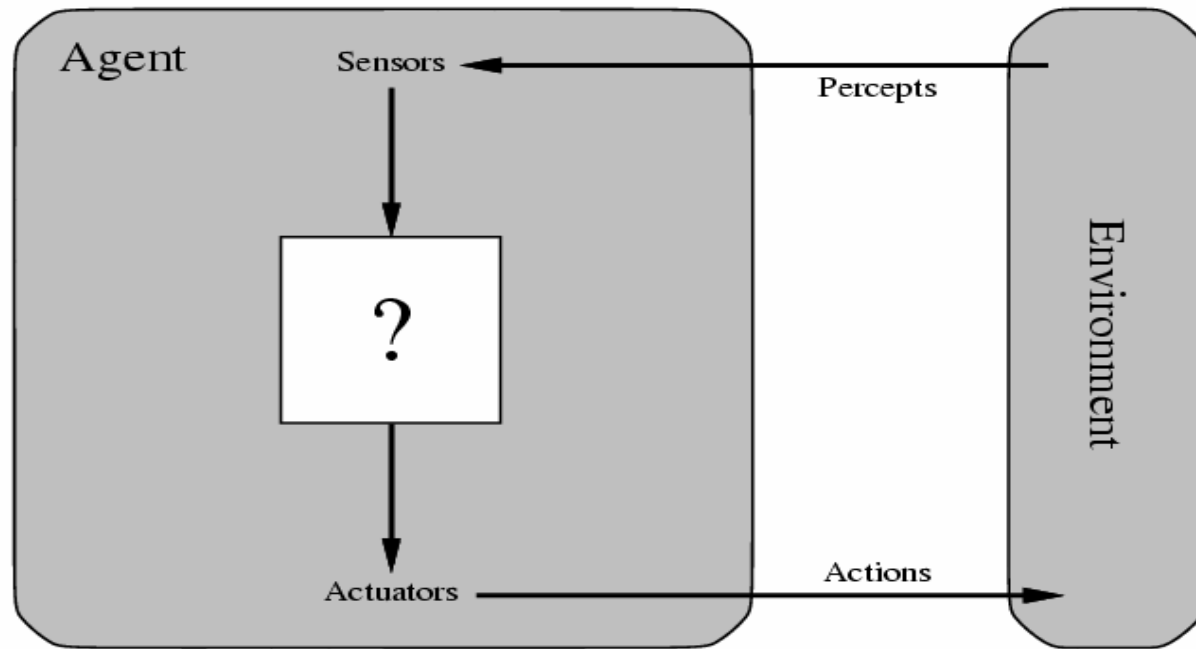 Agent
Sensors
Percepts
?
Environment
Actuators
Actions